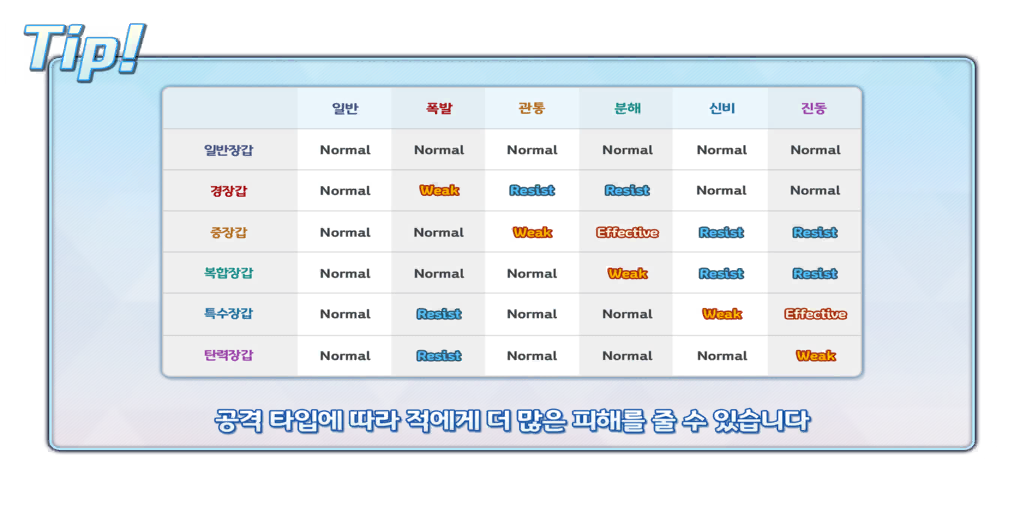 Tip!
일반 폭발 관통 분해 신비 진동
일반장갑 Normal Normal Normal Normal Normal Normal
경장갑 Normal Weak Resist Resist Normal Normal
중장갑 Normal Normal Weak Effective Resist Resist
복합장갑 Normal Normal Normal Weak Resist Resist
특수장갑 Normal Resist Normal Normal Weak Effective
탄력장갑 Normal Resist Normal Normal Normal Weak
공격 타입에 따라 적에게 더 많은 피해를 줄 수 있습니다